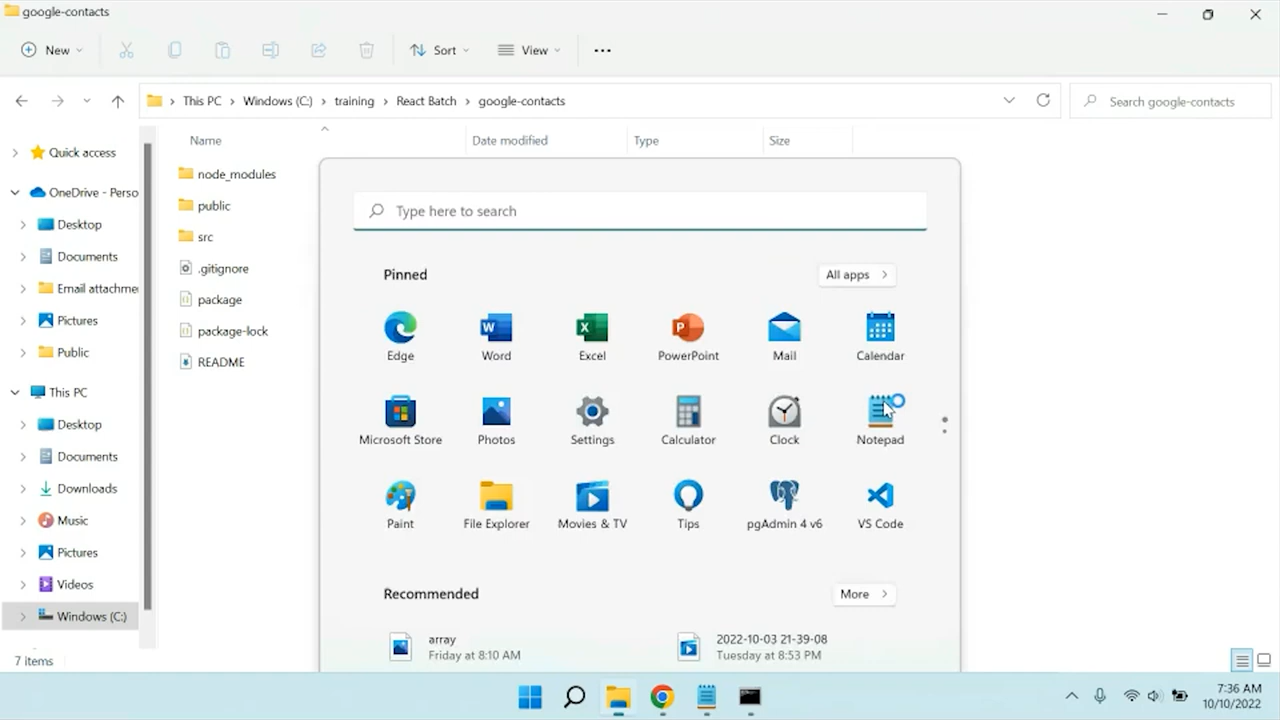 google-contacts
New
Sort
View
This PC
Windows (C:)
training
React Batch
google-contacts
Search google-contacts
Name
Date modified
Type
Size
Quick access
OneDrive - Perso
Desktop
Documents
Email attachme
Pictures
Public
This PC
Desktop
Documents
Downloads
Music
Pictures
Videos
Windows (C:)
node_modules
public
src
.gitignore
package
package-lock
README
Type here to search
Pinned
All apps
Edge
Word
Excel
PowerPoint
Mail
Calendar
Microsoft Store
Photos
Settings
Calculator
Clock
Notepad
Paint
File Explorer
Movies & TV
Tips
pgAdmin 4 v6
VS Code
Recommended
More
array
Friday at 8:10 AM
2022-10-03 21-39-08
Tuesday at 8:53 PM
7 items
7:36 AM
10/10/2022